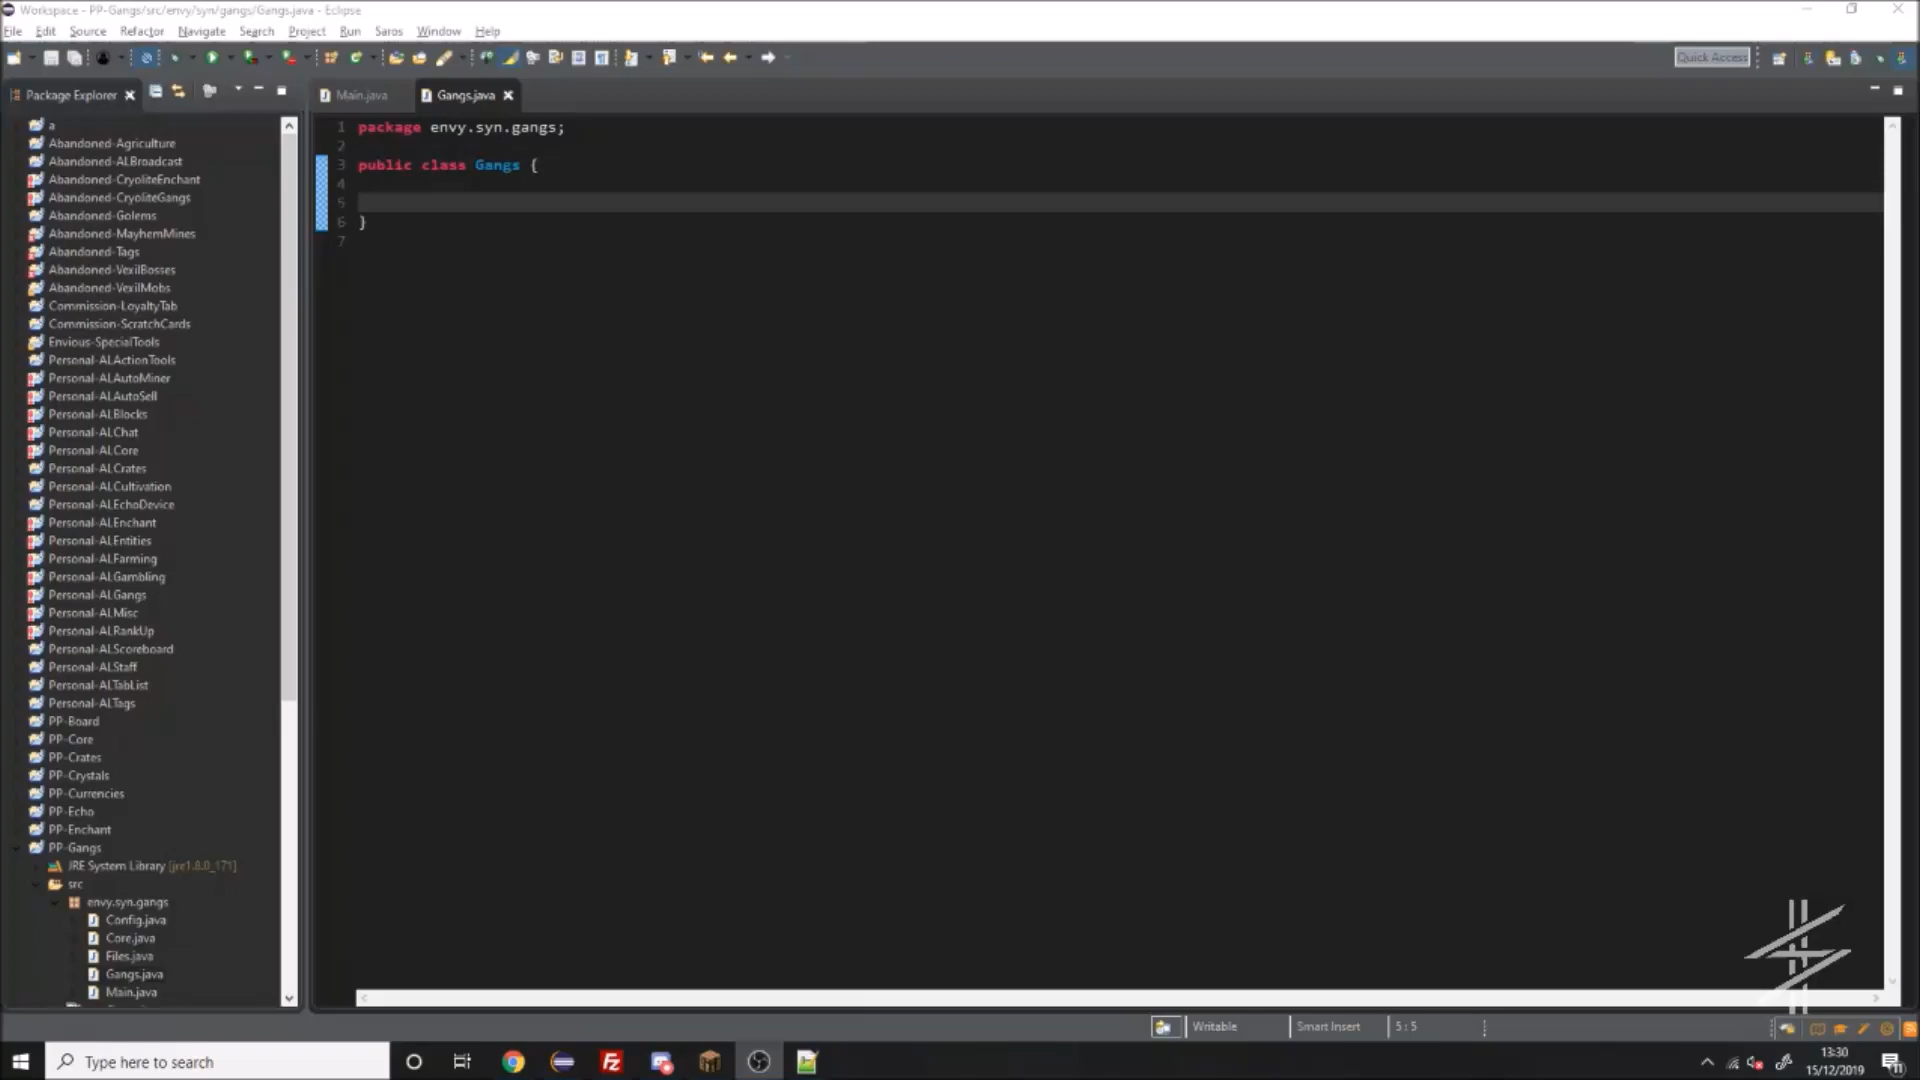 Workspace - PP-Gangs/src/envy/syn/gangs/Gangs.java - Eclipse
File Edit Source Refactor Navigate Search Project Run Saros Window Help
Quick Access
Package Explorer
Main.java
Gangs.java
a
Abandoned-Agriculture
Abandoned-ALBroadcast
Abandoned-CryoliteEnchant
Abandoned-CryoliteGangs
Abandoned-Golems
Abandoned-MayhemMines
Abandoned-Tags
Abandoned-VexilBosses
Abandoned-VexilMobs
Commission-LoyaltyTab
Commission-ScratchCards
Envious-SpecialTools
Personal-ALActionTools
Personal-ALAutoMiner
Personal-ALAutoSell
Personal-ALBlocks
Personal-ALChat
Personal-ALCore
Personal-ALCrates
Personal-ALCultivation
Personal-ALEchoDevice
Personal-ALEnchant
Personal-ALEntities
Personal-ALFarming
Personal-ALGambling
Personal-ALGangs
Personal-ALMisc
Personal-ALRankUp
Personal-ALScoreboard
Personal-ALStaff
Personal-ALTabList
Personal-ALTags
PP-Board
PP-Core
PP-Crates
PP-Crystals
PP-Currencies
PP-Echo
PP-Enchant
PP-Gangs
JRE System Library [jre1.8.0_171]
src
envy.syn.gangs
Config.java
Core.java
Files.java
Gangs.java
Main.java
1 package envy.syn.gangs;
2
3 public class Gangs {
4
5
6 }
7
Writable
Smart Insert
5 : 5
Type here to search
13:30
15/12/2019